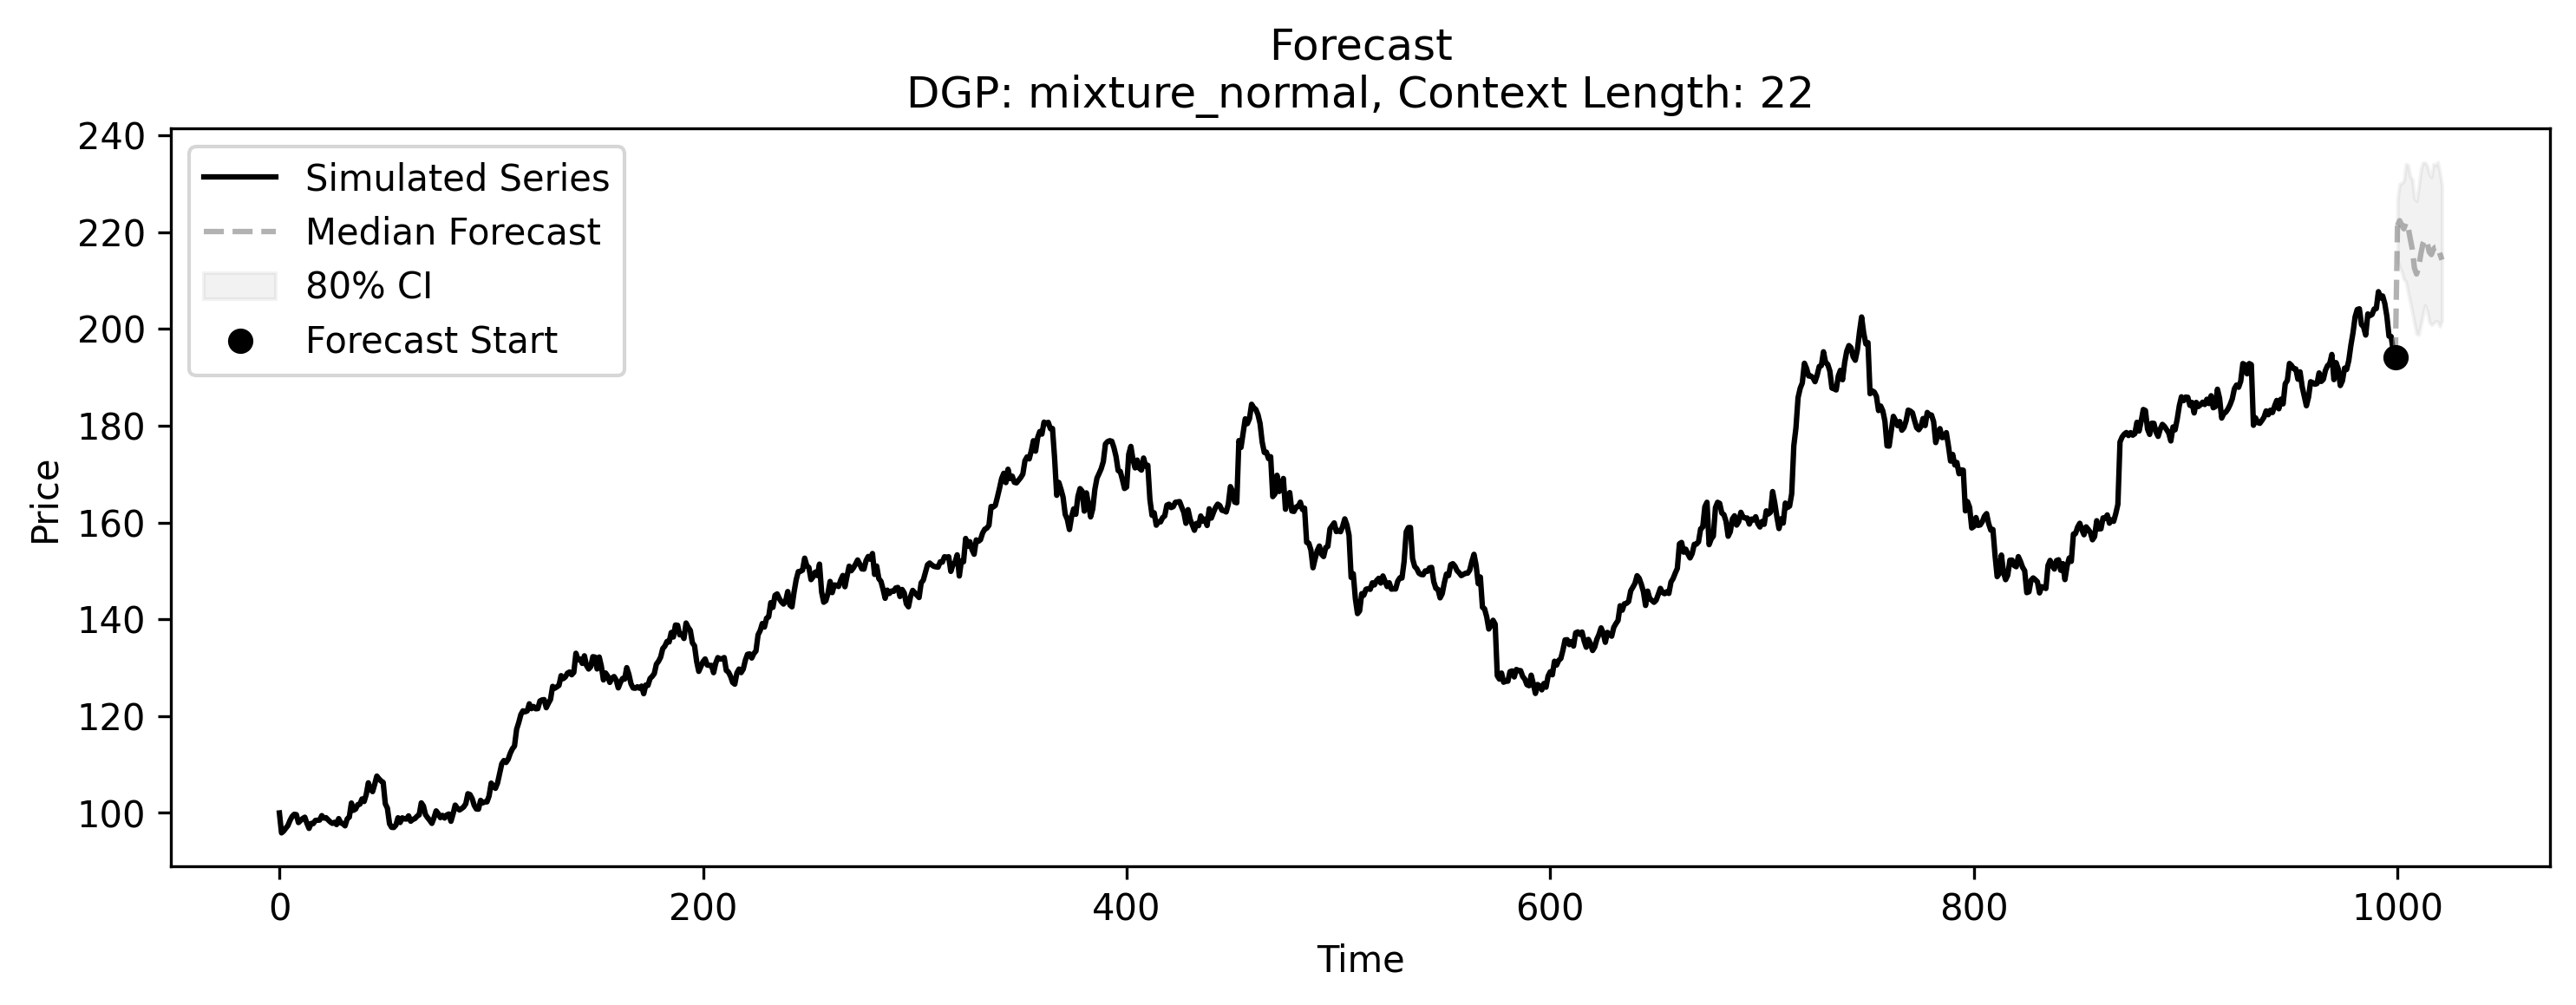 Forecast
DGP: mixture_normal, Context Length: 22
240
220
200
180
160
140
120
100
Price
Simulated Series
Median Forecast
80% CI
Forecast Start
0 200 400 600 800 1000
Time